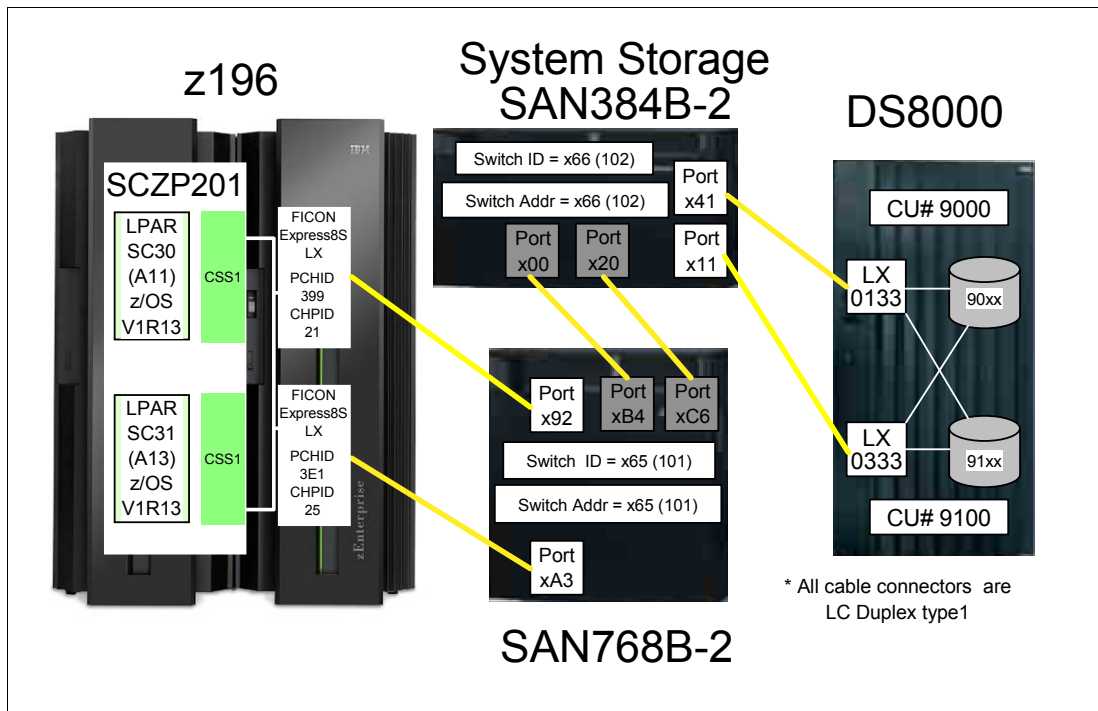 z196
System Storage
SAN384B-2
DS8000
IBM
SCZP201
LPAR
SC30
(A11)
z/OS
V1R13
CSS1
FICON
Express8S
LX
PCHID
399
CHPID
21
LPAR
SC31
(A13)
z/OS
V1R13
CSS1
FICON
Express8S
LX
PCHID
3E1
CHPID
25
zEnterprise
Switch ID = x66 (102)
Switch Addr = x66 (102)
Port
x41
Port
x00
Port
x20
Port
x11
Port
x92
Port
xB4
Port
xC6
Switch  ID = x65 (101)
Switch Addr = x65 (101)
Port
xA3
SAN768B-2
CU# 9000
LX
0133
90xx
LX
0333
91xx
CU# 9100
* All cable connectors  are
LC Duplex type1